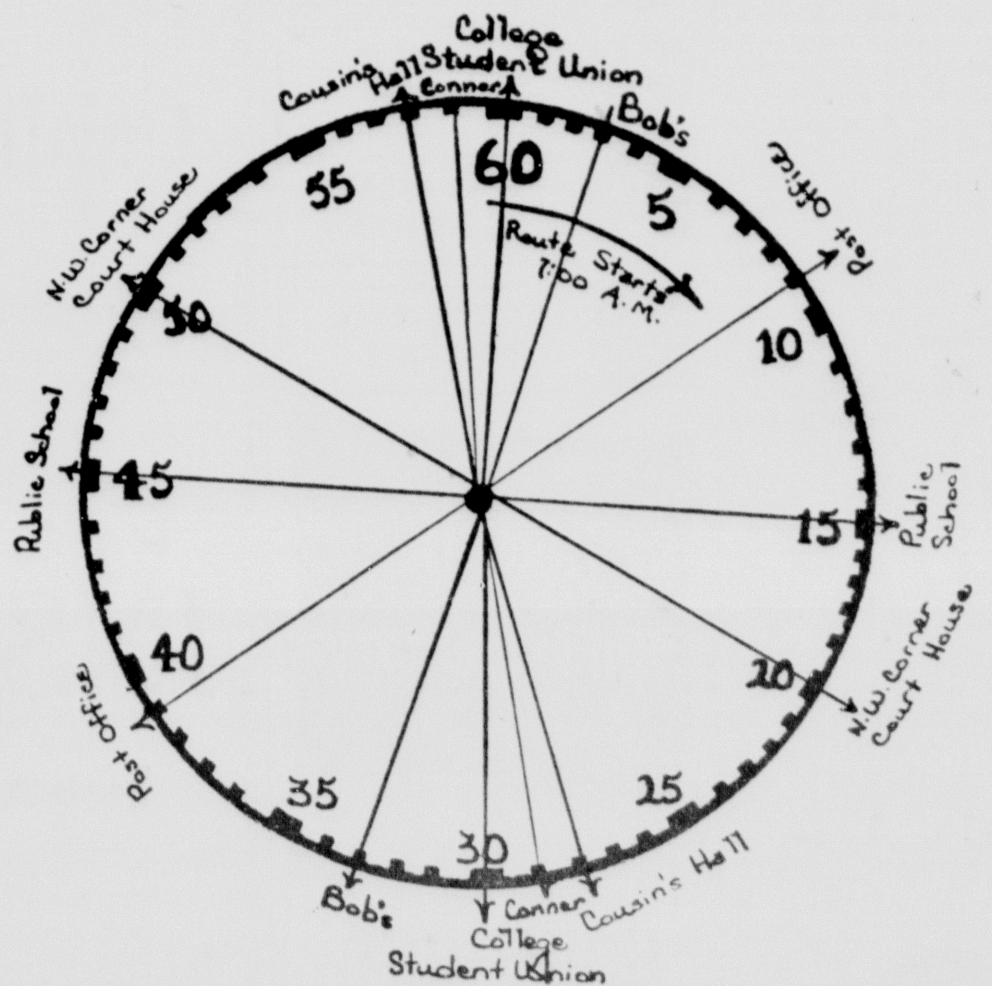 College
Student Union
60
Bob's
5
Post Office
10
Public
School
15
N.W. Corner
Court House
20
Cousin's Hall
25
Conner
College
Student Union
30
Bob's
35
Post Office
40
Public School
45
N.W. Corner
Court House
50
55
Cousin's
Hall
Conner
Route Starts
7:00 A.M.